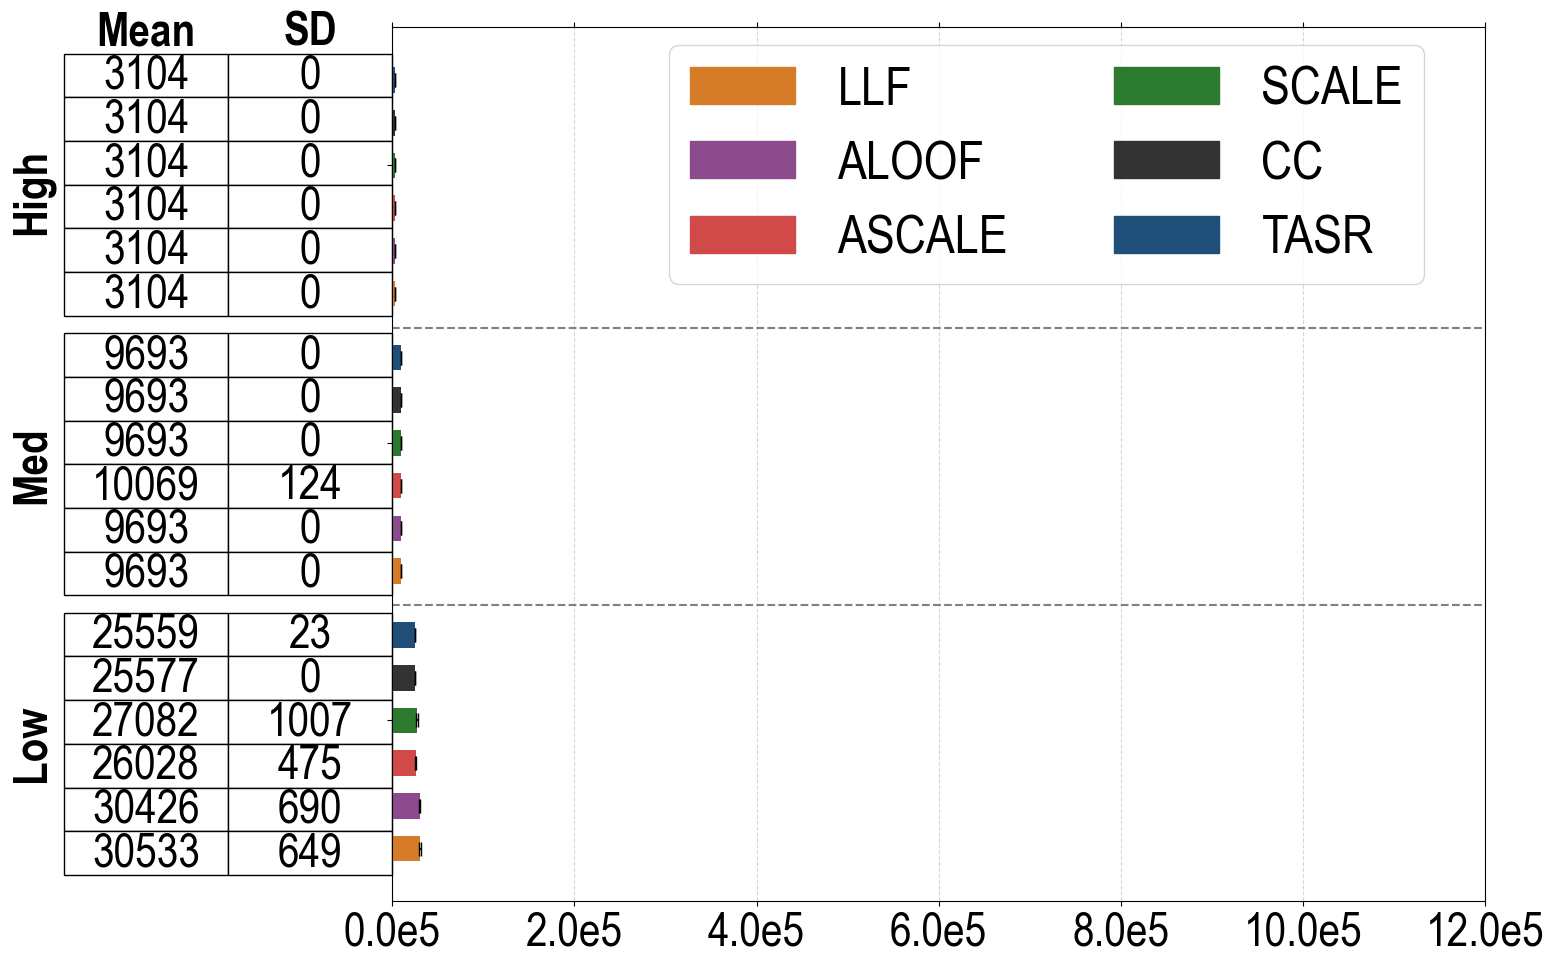 Mean SD
High
3104 0
3104 0
3104 0
3104 0
3104 0
3104 0
Med
9693 0
9693 0
9693 0
10069 124
9693 0
9693 0
Low
25559 23
25577 0
27082 1007
26028 475
30426 690
30533 649
LLF SCALE
ALOOF CC
ASCALE TASR
0.0e5 2.0e5 4.0e5 6.0e5 8.0e5 10.0e5 12.0e5